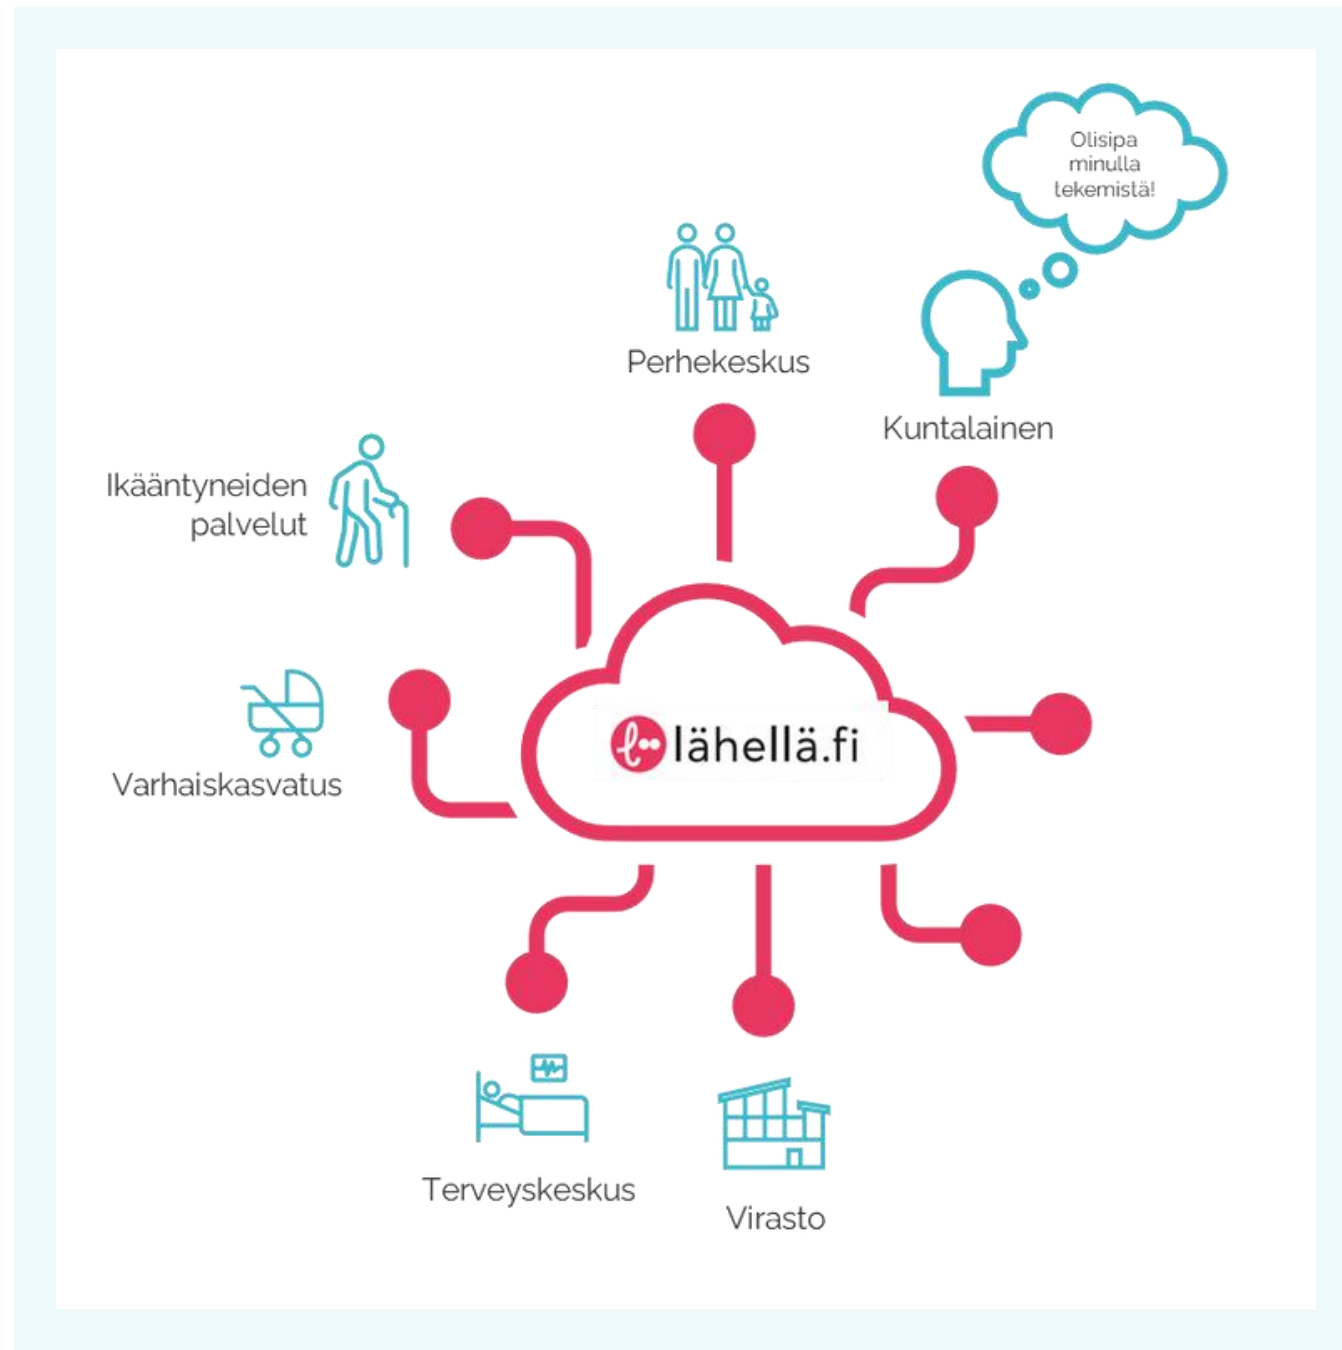 Olisipa
minulla
tekemistä!
Perhekeskus
Kuntalainen
Ikääntyneiden
palvelut
lähellä.fi
Varhaiskasvatus
Terveyskeskus
Virasto